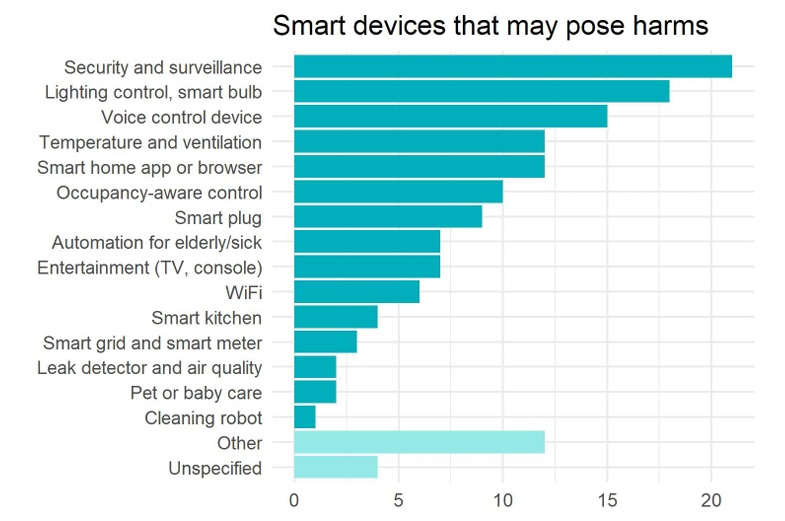 Smart devices that may pose harms
Security and surveillance
Lighting control, smart bulb
Voice control device
Temperature and ventilation
Smart home app or browser
Occupancy-aware control
Smart plug
Automation for elderly/sick
Entertainment (TV, console)
WiFi
Smart kitchen
Smart grid and smart meter
Leak detector and air quality
Pet or baby care
Cleaning robot
Other
Unspecified
0 5 10 15 20